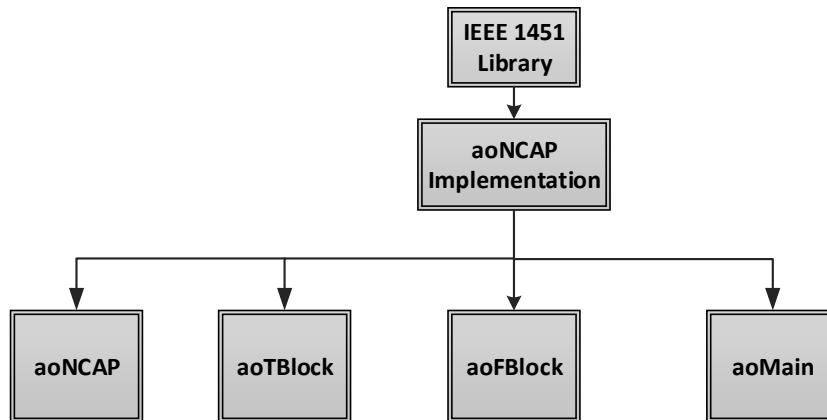 IEEE 1451
Library
aoNCAP
Implementation
aoNCAP
aoTBlock
aoFBlock
aoMain